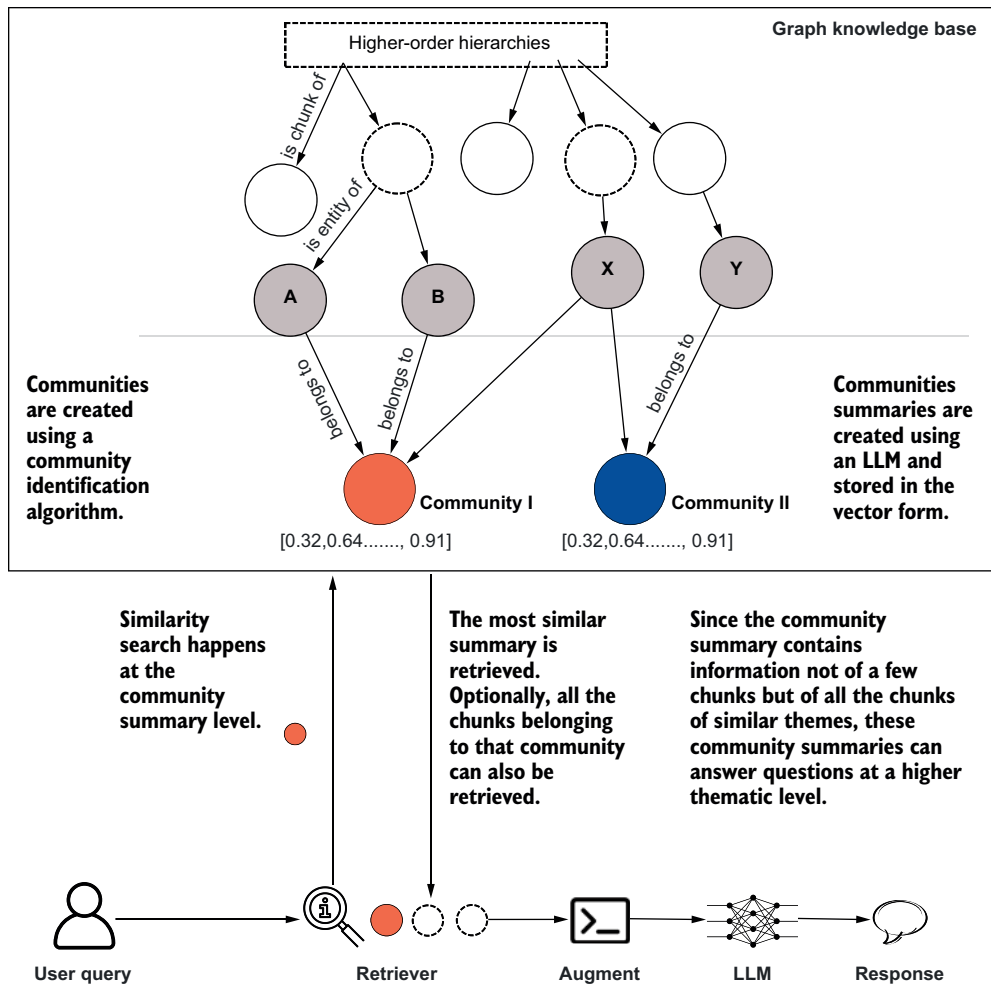 Graph knowledge base
Higher-order hierarchies
is chunk of
is entity of
A
B
X
Y
belongs to
belongs to
belongs to
Communities
are created
using a
community
identification
algorithm.
Communities
summaries are
created using
an LLM and
stored in the
vector form.
Community I
Community II
[0.32,0.64......., 0.91]
[0.32,0.64......., 0.91]
Similarity
search happens
at the
community
summary level.
The most similar
summary is
retrieved.
Optionally, all the
chunks belonging
to that community
can also be
retrieved.
Since the community
summary contains
information not of a few
chunks but of all the chunks
of similar themes, these
community summaries can
answer questions at a higher
thematic level.
i
>_
User query
Retriever
Augment
LLM
Response